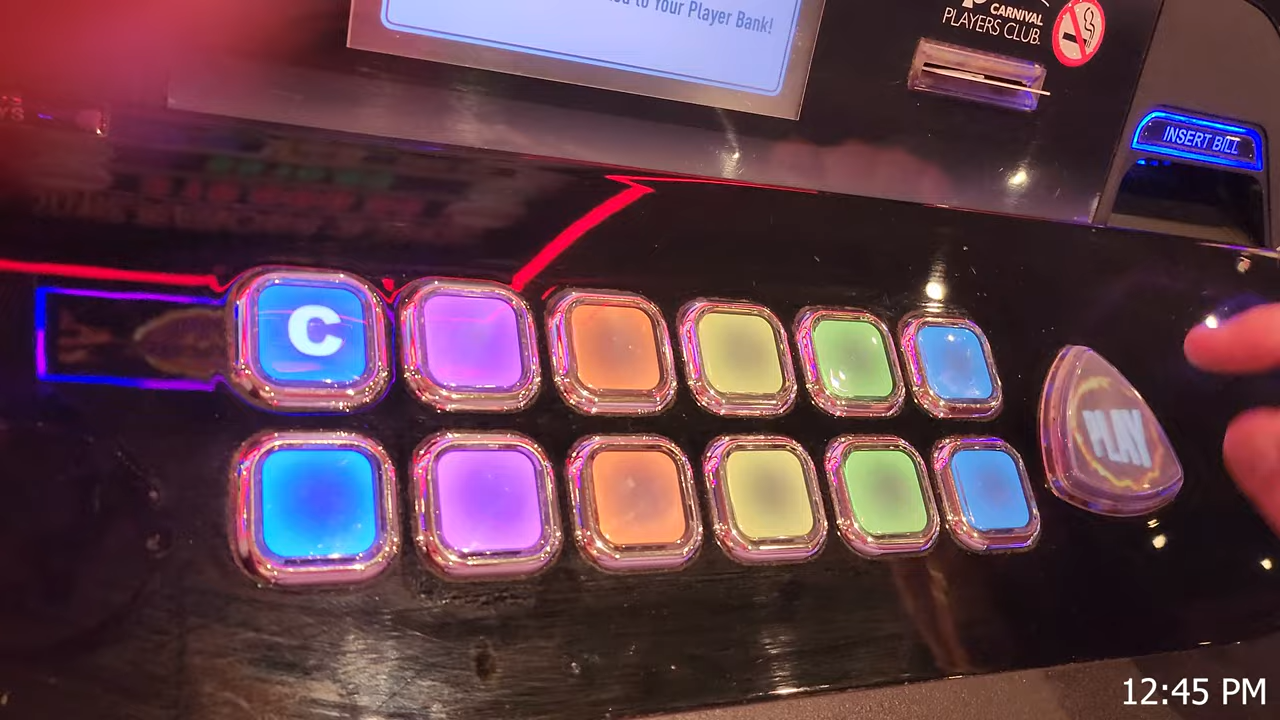 to Your Player Bank!
CARNIVAL
PLAYERS CLUB.
INSERT BILL
C
PLAY
12:45 PM